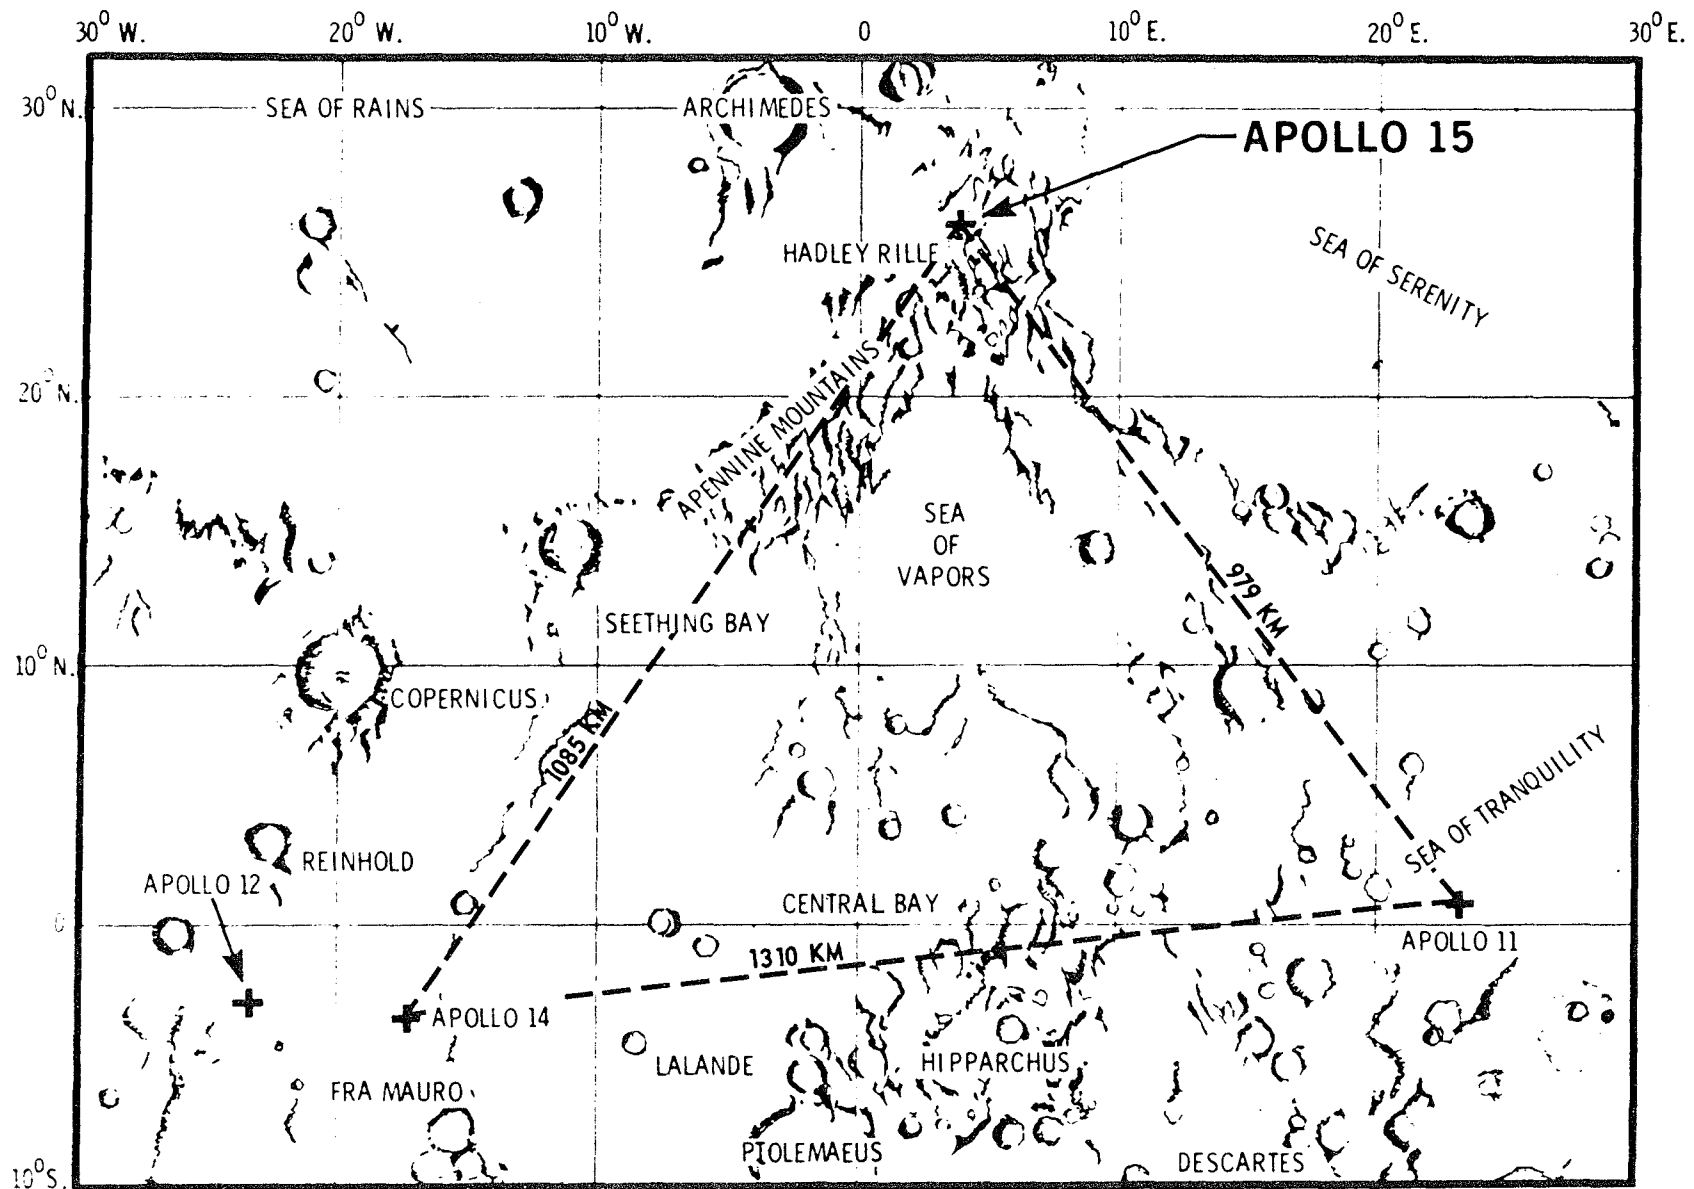 30° W.
20° W.
10° W.
0
10° E.
20° E.
30° E.
30° N.
SEA OF RAINS
ARCHIMEDES
APOLLO 15
HADLEY RILLE
SEA OF SERENITY
20° N.
APENNINE MOUNTAINS
SEA
OF
VAPORS
979 KM
SEETHING BAY
10° N.
COPERNICUS
1085 KM
SEA OF TRANQUILITY
REINHOLD
APOLLO 12
CENTRAL BAY
0
APOLLO 11
1310 KM
APOLLO 14
LALANDE
HIPPARCHUS
FRA MAURO
PTOLEMAEUS
DESCARTES
10° S.